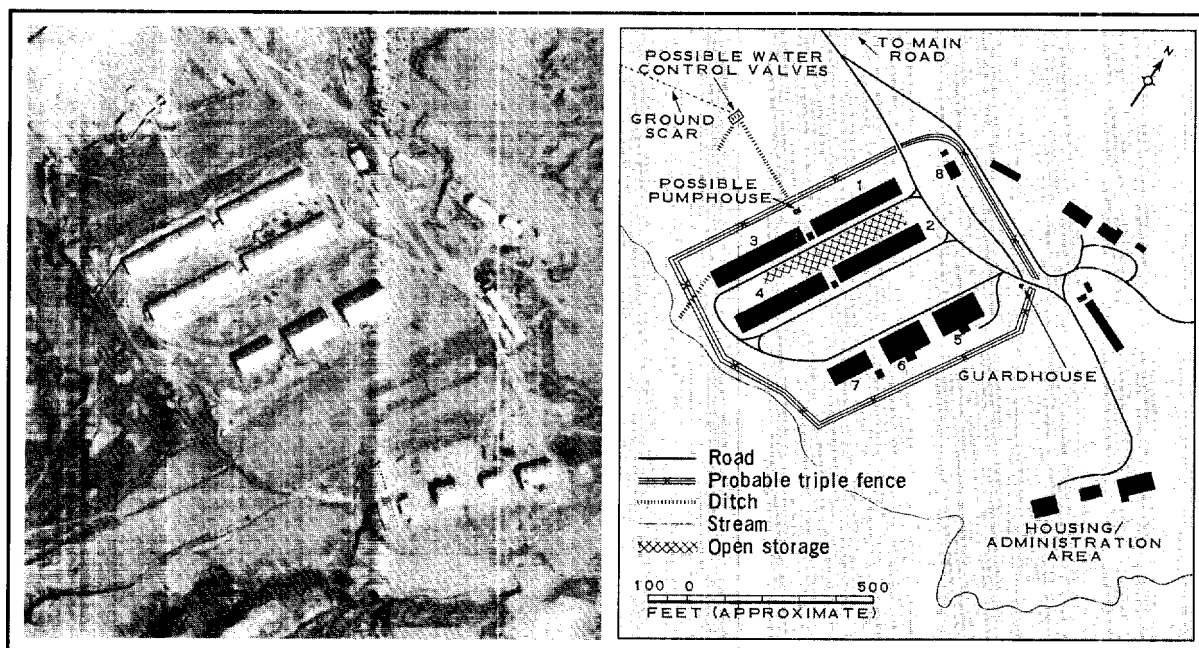 TO MAIN
ROAD
N
POSSIBLE WATER
CONTROL VALVES
GROUND
SCAR
POSSIBLE
PUMPHOUSE
1
8
3
2
4
5
6
7
GUARDHOUSE
Road
Probable triple fence
Ditch
Stream
Open storage
HOUSING/
ADMINISTRATION
AREA
100 0 500
FEET (APPROXIMATE)